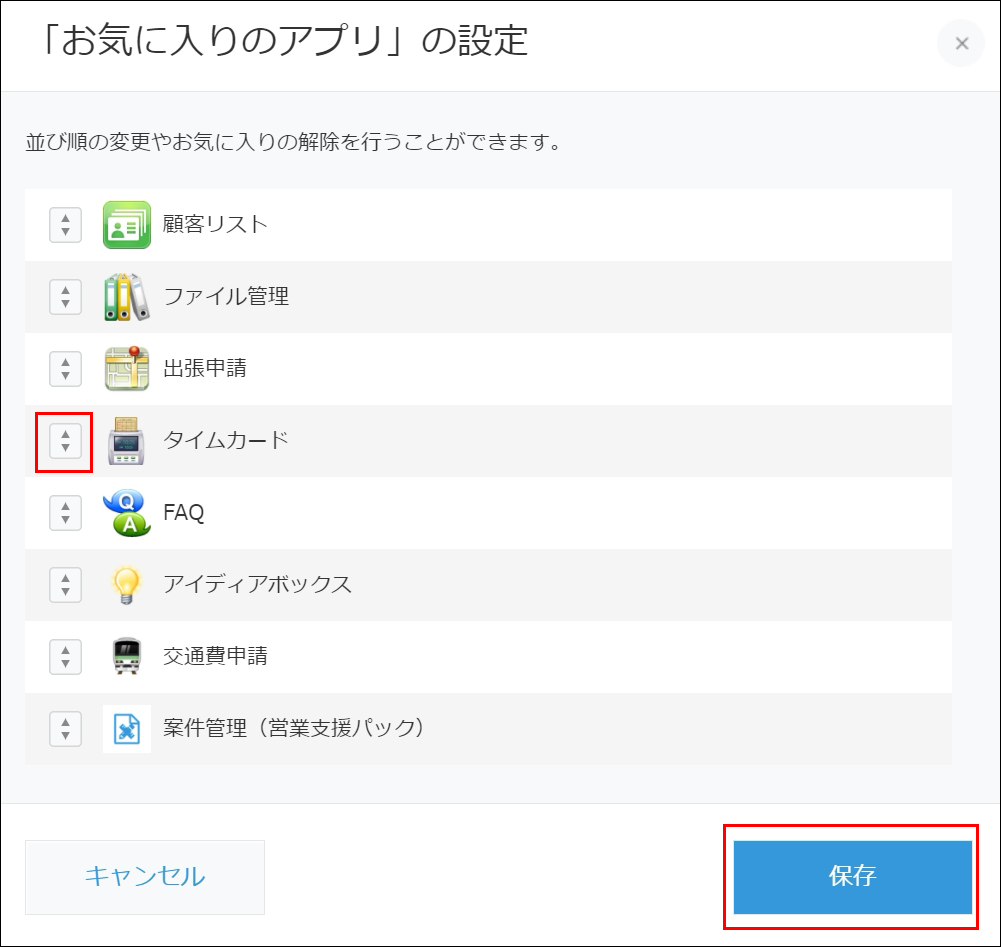 「お気に入りのアプリ」の設定
並び順の変更やお気に入りの解除を行うことができます。
顧客リスト
ファイル管理
出張申請
タイムカード
Q
A
FAQ
アイディアボックス
交通費申請
案件管理（営業支援パック）
キャンセル
保存